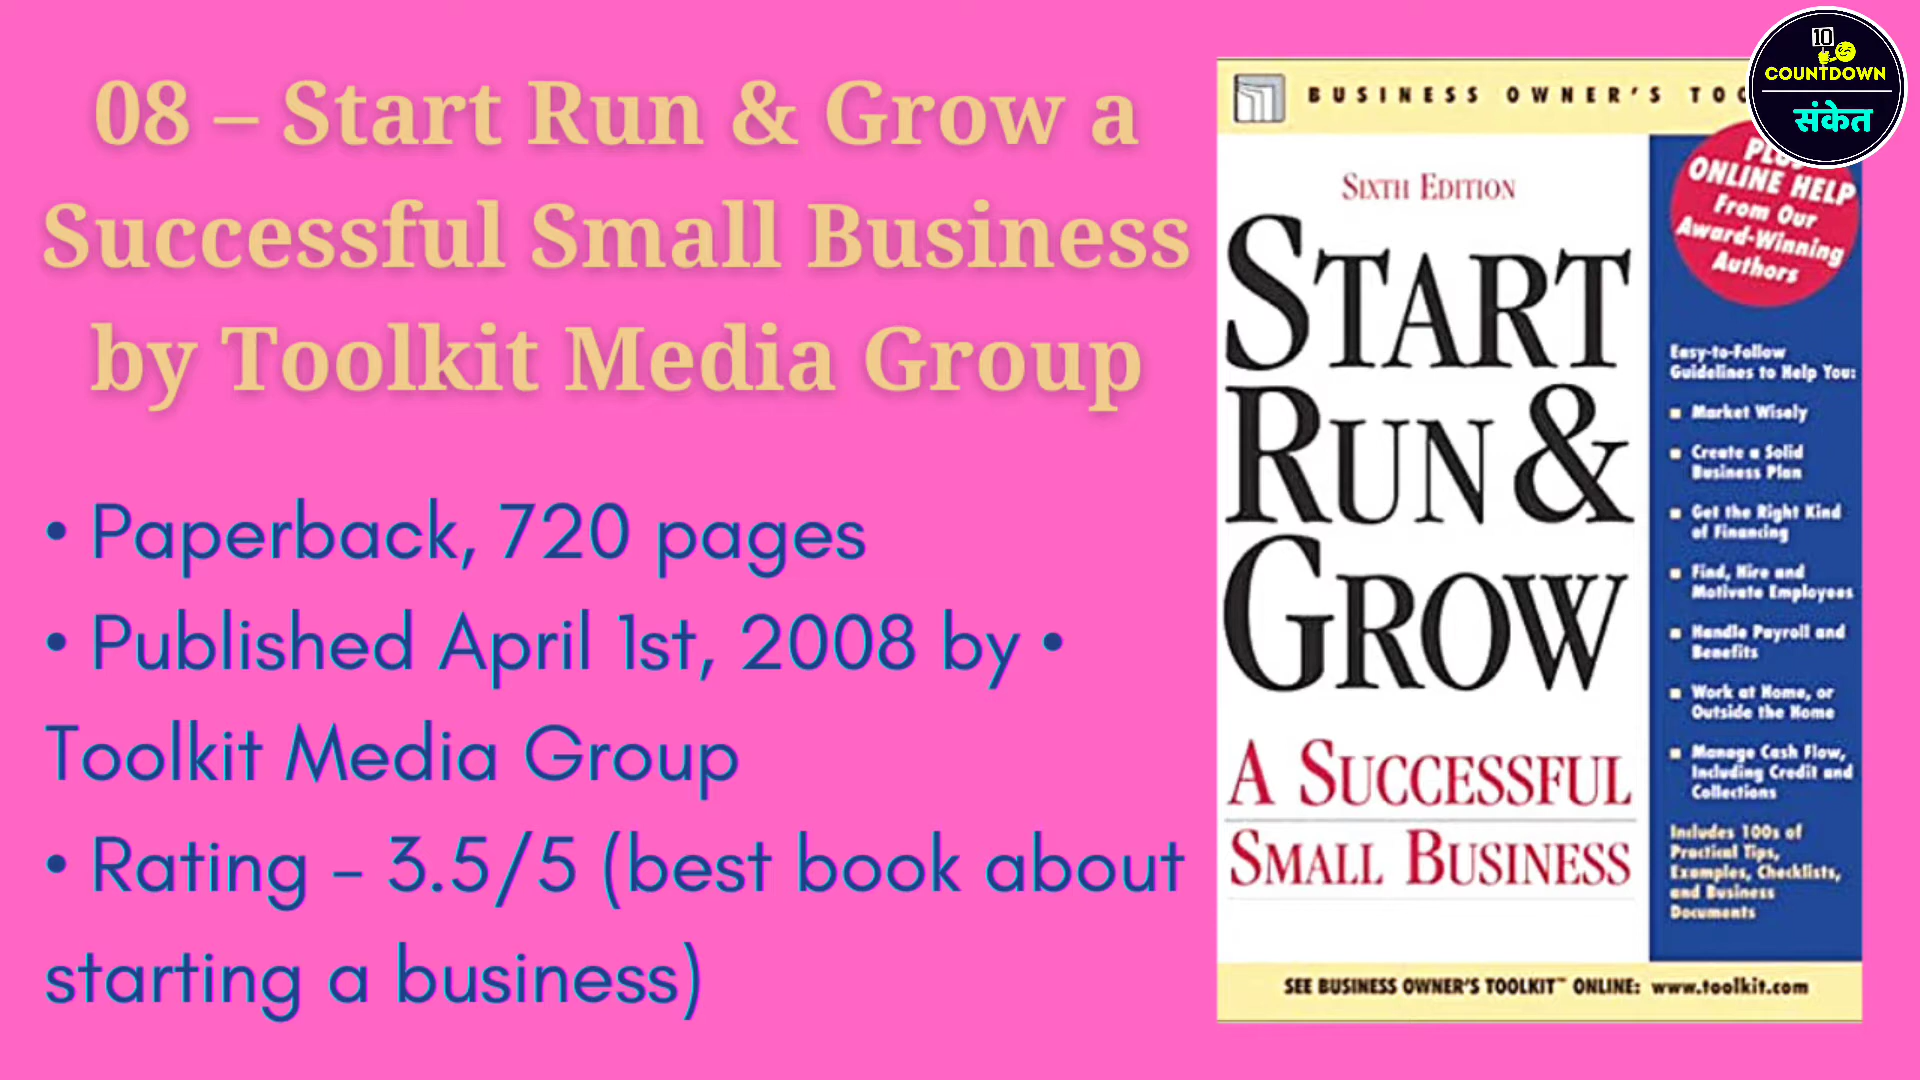 08 – Start Run & Grow a
Successful Small Business
by Toolkit Media Group
• Paperback, 720 pages
• Published April 1st, 2008 by •
Toolkit Media Group
• Rating – 3.5/5 (best book about
starting a business)
10
COUNTDOWN
संकेत
BUSINESS OWNER'S
SIXTH EDITION
START
RUN &
GROW
A SUCCESSFUL
SMALL BUSINESS
ONLINE HELP
From Our
Award-Winning
Authors
Easy-to-Follow
Guidelines to Help You:
Market Wisely
Create a Solid
Business Plan
Get the Right Kind
of Financing
Find, Hire and
Motivate Employees
Handle Payroll and
Benefits
Work at Home, or
Outside the Home
Manage Cash Flow,
Including Credit and
Collections
Includes 100s of
Practical Tips,
Examples, Checklists,
and Business
Documents
SEE BUSINESS OWNER'S TOOLKIT™ ONLINE: www.toolkit.com